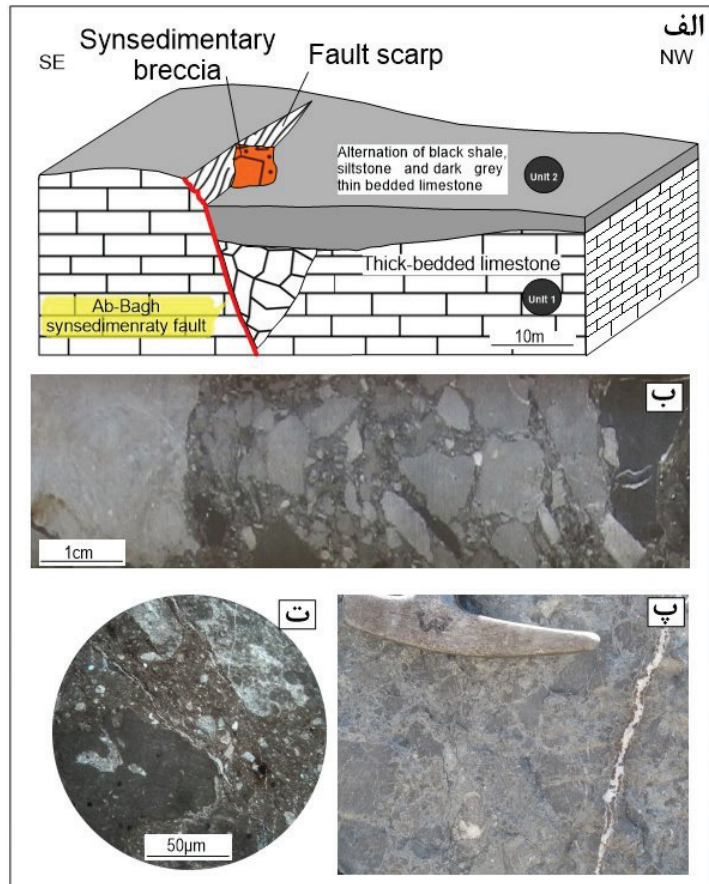 الف
SE
NW
Synsedimentary
breccia
Fault scarp
Alternation of black shale,
siltstone and dark grey
thin bedded limestone
Unit 2
Thick-bedded limestone
Unit 1
Ab-Bagh
synsedimenraty fault
10m
ب
1cm
ت
50µm
پ